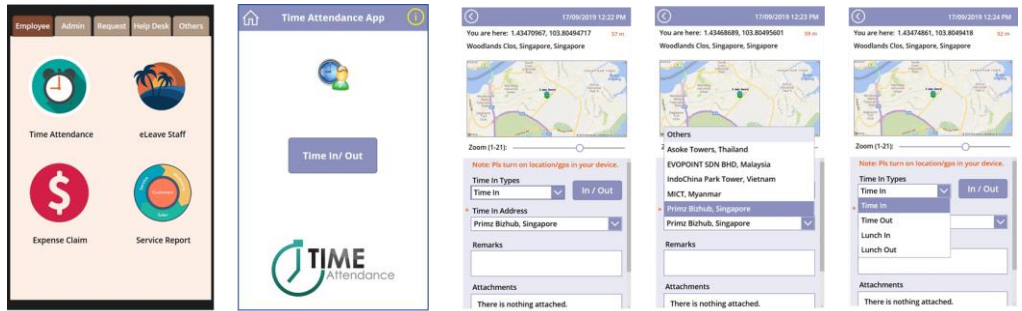 Employee Admin Request Help Desk Others
Time Attendance eLeave Staff
Expense Claim Service Report
Time Attendance App
Time In/ Out
TIME
Attendance
17/09/2019 12:22 PM
You are here: 1.43470967, 103.80494717 57 m
Woodlands Clos, Singapore, Singapore
Zoom (1-21):
Note: Pls turn on location/gps in your device.
Time In Types
Time In In / Out
* Time In Address
Primz Bizhub, Singapore
Remarks
Attachments
There is nothing attached.
17/09/2019 12:23 PM
You are here: 1.43468689, 103.80495601 59 m
Woodlands Clos, Singapore, Singapore
Others
Asoke Towers, Thailand
EVOPOINT SDN BHD, Malaysia
IndoChina Park Tower, Vietnam
MICT, Myanmar
Primz Bizhub, Singapore
Primz Bizhub, Singapore
Remarks
Attachments
There is nothing attached.
17/09/2019 12:24 PM
You are here: 1.43474861, 103.8049418 52 m
Woodlands Clos, Singapore, Singapore
Zoom (1-21):
Note: Pls turn on location/gps in your device.
Time In Types
Time In In / Out
Time In
Time Out
Lunch In
Lunch Out
Attachments
There is nothing attached.